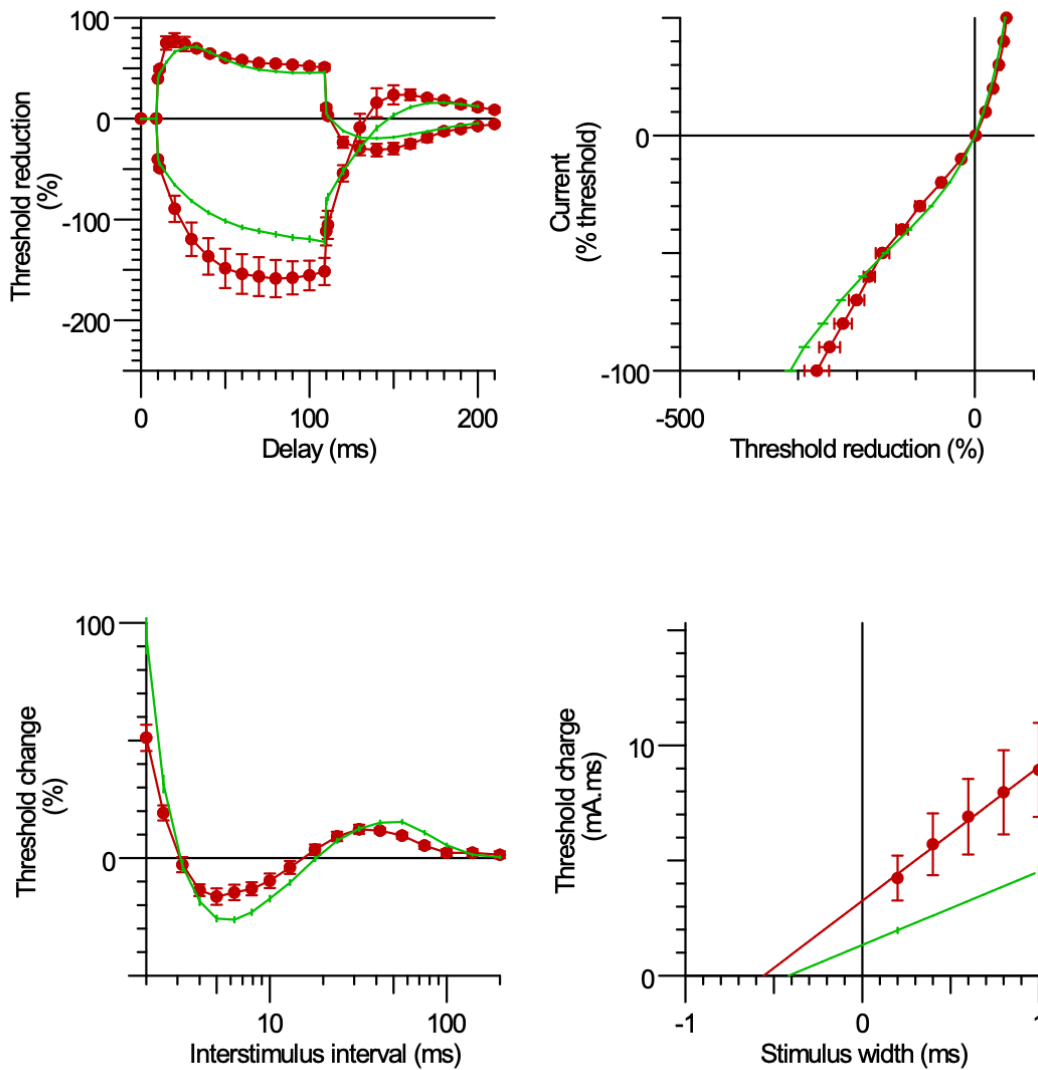 100
0
-100
-200
Threshold reduction
(%)
0
100
200
Delay (ms)
0
-100
Current
(% threshold)
-500
0
Threshold reduction (%)
100
0
Threshold change
(%)
10
100
Interstimulus interval (ms)
10
0
Threshold charge
(mA.ms)
-1
0
1
Stimulus width (ms)